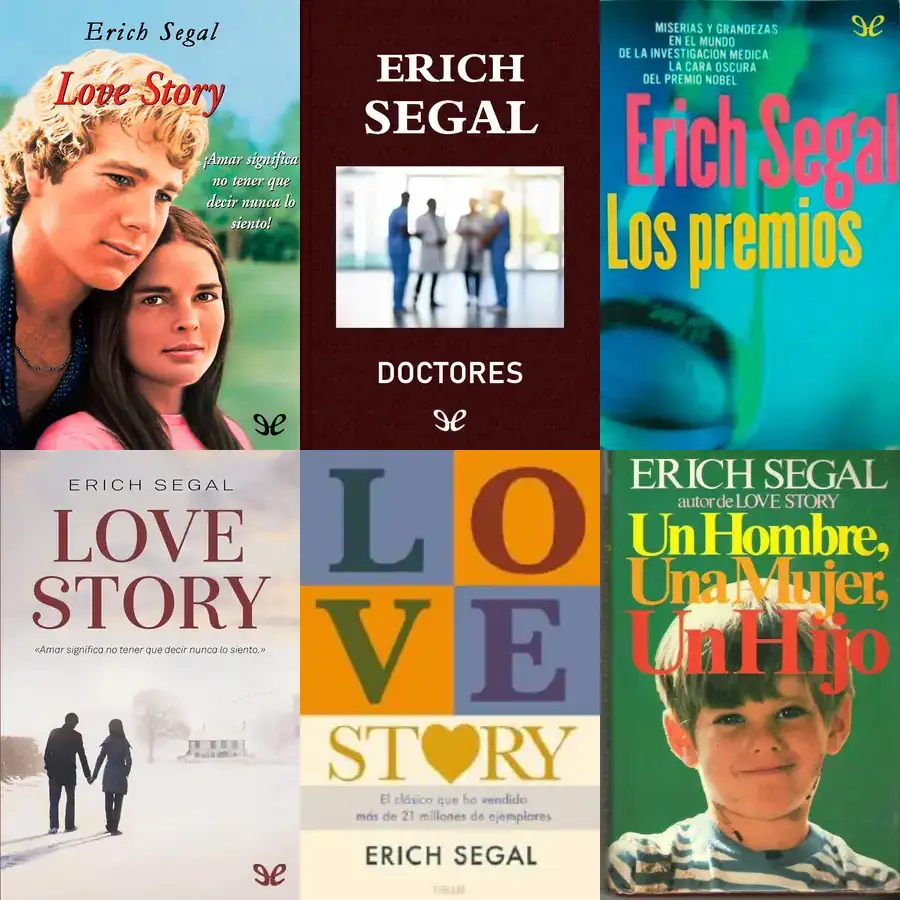 Erich Segal
Love Story
¡Amar significa
no tener que
decir nunca lo
siento!
ERICH
SEGAL
DOCTORES
MISERIAS Y GRANDEZAS
EN EL MUNDO
DE LA INVESTIGACIÓN MÉDICA:
LA CARA OSCURA
DEL PREMIO NOBEL
Erich Segal
Los premios
ERICH SEGAL
LOVE
STORY
«Amar significa no tener que decir nunca lo siento.»
LO
VE
STORY
El clásico que ha vendido
más de 21 millones de ejemplares
ERICH SEGAL
ERICH SEGAL
autor de LOVE STORY
Un Hombre,
Una Mujer,
Un Hijo